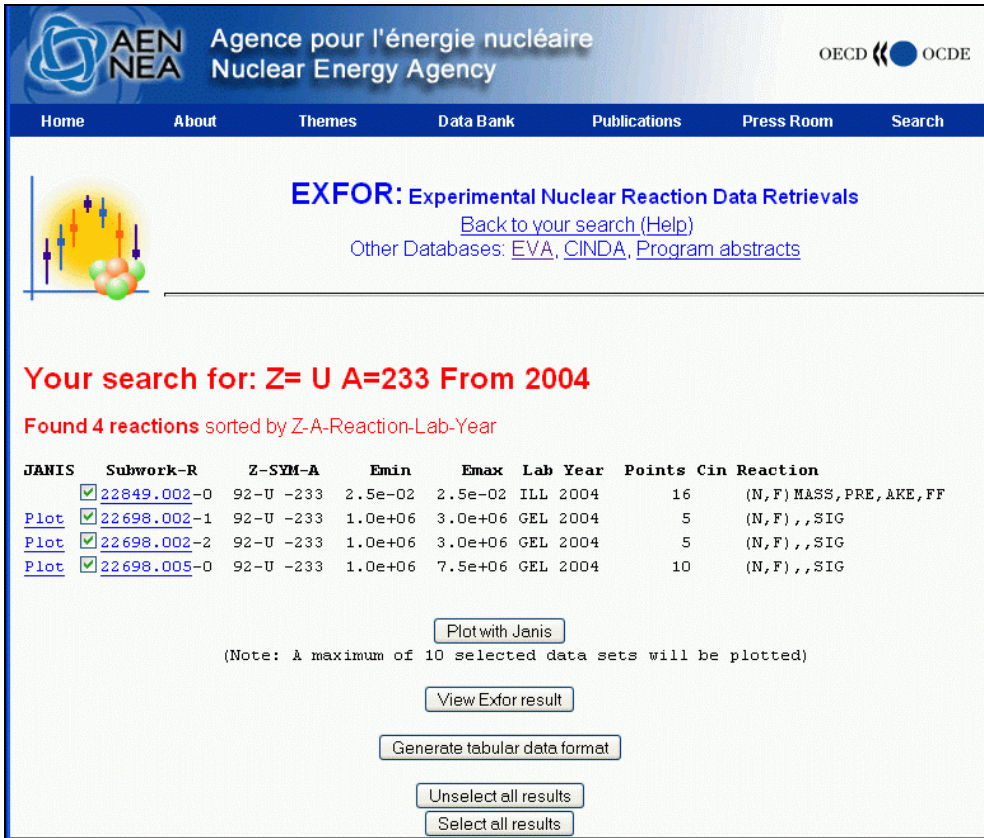 AEN Agence pour l'énergie nucléaire
NEA Nuclear Energy Agency
OECD OCDE
Home About Themes Data Bank Publications Press Room Search
EXFOR: Experimental Nuclear Reaction Data Retrievals
Back to your search (Help)
Other Databases: EVA, CINDA, Program abstracts
Your search for: Z= U A=233 From 2004
Found 4 reactions sorted by Z-A-Reaction-Lab-Year
JANIS Subwork-R Z-SYM-A Emin Emax Lab Year Points Cin Reaction
22849.002-0 92-U -233 2.5e-02 2.5e-02 ILL 2004 16 (N,F)MASS,PRE,AKE,FF
Plot 22698.002-1 92-U -233 1.0e+06 3.0e+06 GEL 2004 5 (N,F),,SIG
Plot 22698.002-2 92-U -233 1.0e+06 3.0e+06 GEL 2004 5 (N,F),,SIG
Plot 22698.005-0 92-U -233 1.0e+06 7.5e+06 GEL 2004 10 (N,F),,SIG
Plot with Janis
(Note: A maximum of 10 selected data sets will be plotted)
View Exfor result
Generate tabular data format
Unselect all results
Select all results